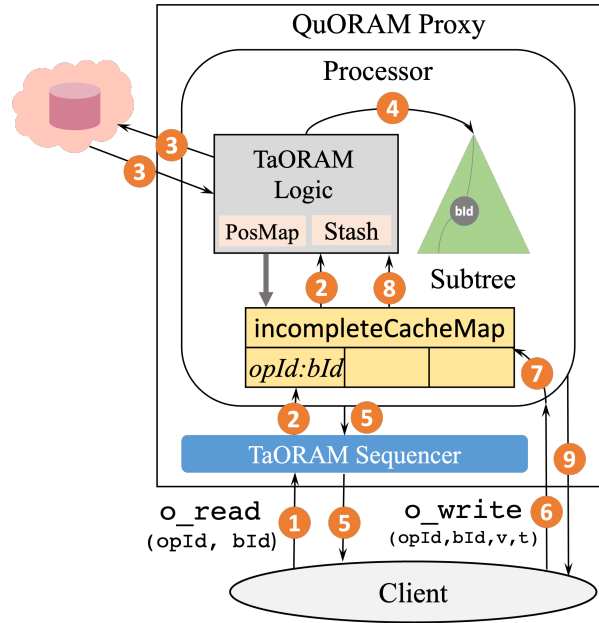 QuORAM Proxy
Processor
4
3
3
TaORAM
Logic
PosMap
Stash
bId
Subtree
2
8
incompleteCacheMap
opId:bId
7
2
5
TaORAM Sequencer
9
o_read
(opId, bId)
1
5
o_write
(opId,bId,v,t)
6
Client